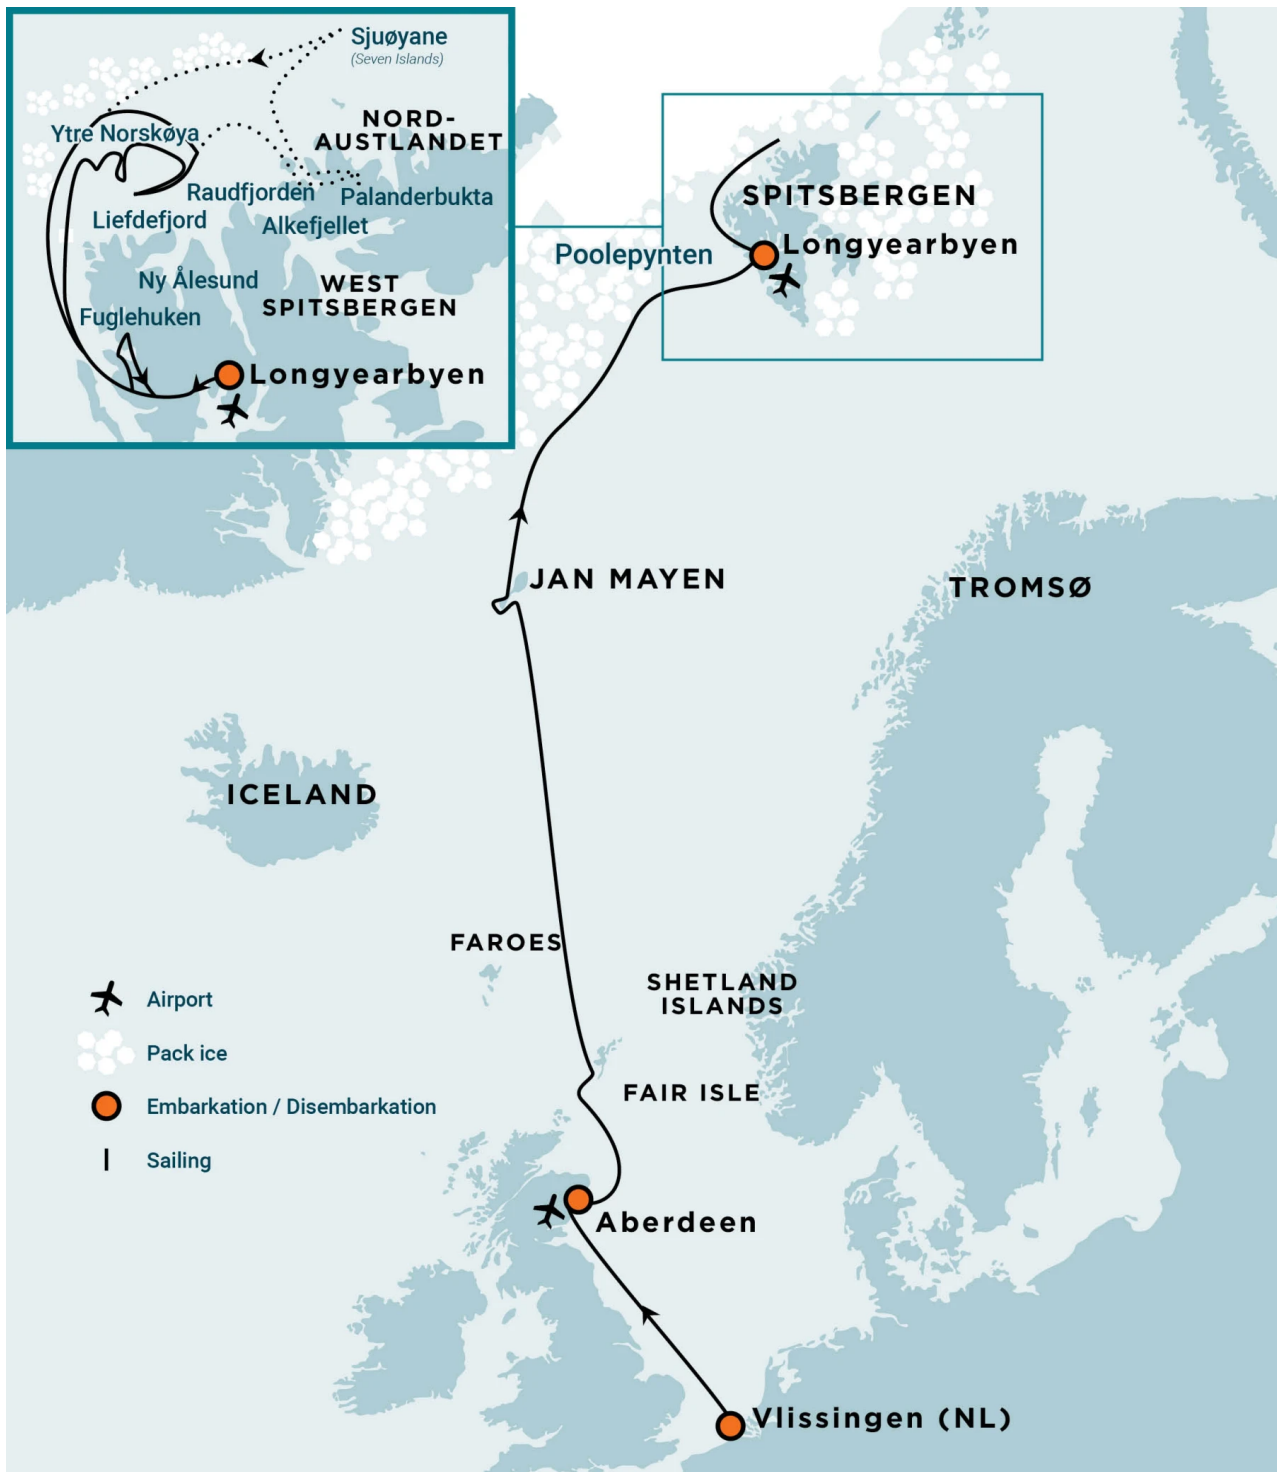 Sjuøyane
(Seven Islands)
NORD-
AUSTLANDET
Ytre Norskøya
Raudfjorden
Palanderbukta
Liefdefjord
Alkefjellet
Ny Ålesund
WEST
SPITSBERGEN
Fuglehuken
Longyearbyen
SPITSBERGEN
Longyearbyen
Poolepynten
JAN MAYEN
TROMSØ
ICELAND
FAROES
SHETLAND
ISLANDS
FAIR ISLE
Airport
Pack ice
Embarkation / Disembarkation
Sailing
Aberdeen
Vlissingen (NL)